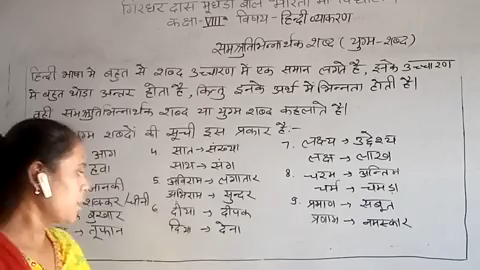 गिरधर दास मुंधड़ा बाल भारती
कक्षा-VIII विषय-हिन्दी व्याकरण
समश्रुतिभिन्नार्थक शब्द (युग्म-शब्द)
हिन्दी भाषा में बहुत से शब्द उच्चारण में एक समान लगते है, इनके उच्चारण
में बहुत थोड़ा अन्तर होता है, किन्तु इनके अर्थ में भिन्नता होती है।
वही समश्रुतिभिन्नार्थक शब्द या युग्म शब्द कहलाते है।
युग्म शब्दों की सूची इस प्रकार है:-
आग
हवा
जानकी
शक्कर/चीनी
बुखार
→ तूफान
4. सात → संख्या
साथ → संग
5. अविराम → लगातार
अभिराम → सुन्दर
6. दीया → दीपक
दिया → देना
7. लक्ष्य → उद्देश्य
लक्ष → लाख
8. चरम → अन्तिम
चर्म → चमड़ा
9. प्रमाण → सबूत
प्रणाम → नमस्कार